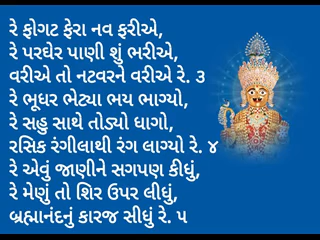 રે ફોગટ ફેરા નવ ફરીએ,
રે પરઘેર પાણી શું ભરીએ,
વરીએ તો નટવરને વરીએ રે. ૩
રે ભૂધર ભેટ્યા ભય ભાગ્યો,
રે સહુ સાથે તોડ્યો ધાગો,
રસિક રંગીલાથી રંગ લાગ્યો રે. ૪
રે એવું જાણીને સગપણ કીધું,
રે મેણું તો શિર ઉપર લીધું,
બ્રહ્માનંદનું કારજ સીધું રે. ૫